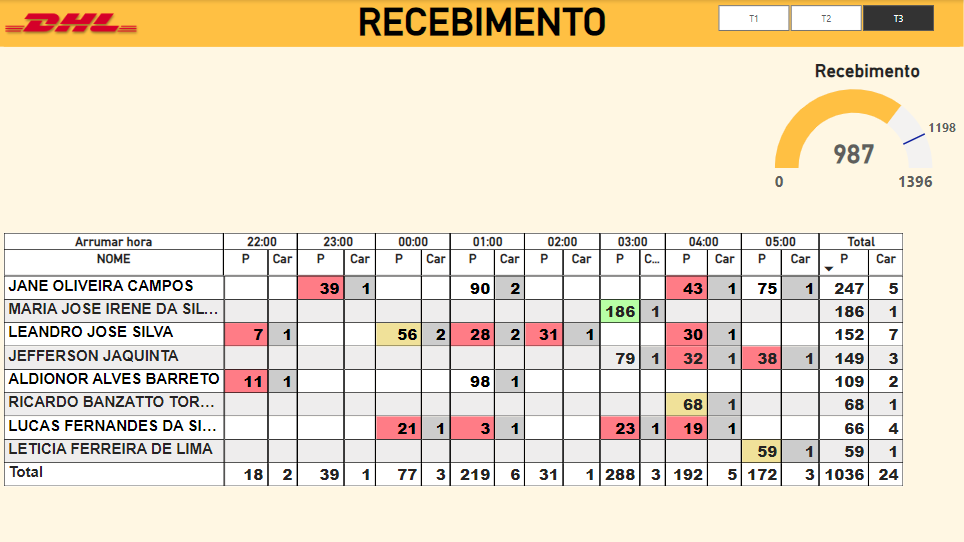 DHL RECEBIMENTO T1 T2 T3
Recebimento
1198
987
0 1396
Arrumar hora 22:00 23:00 00:00 01:00 02:00 03:00 04:00 05:00 Total
NOME P Car P Car P Car P Car P Car P C... P Car P Car P Car
JANE OLIVEIRA CAMPOS 39 1 90 2 43 1 75 1 247 5
MARIA JOSE IRENE DA SIL... 186 1 186 1
LEANDRO JOSE SILVA 7 1 56 2 28 2 31 1 30 1 152 7
JEFFERSON JAQUINTA 79 1 32 1 38 1 149 3
ALDIONOR ALVES BARRETO 11 1 98 1 109 2
RICARDO BANZATTO TOR... 68 1 68 1
LUCAS FERNANDES DA SI... 21 1 3 1 23 1 19 1 66 4
LETICIA FERREIRA DE LIMA 59 1 59 1
Total 18 2 39 1 77 3 219 6 31 1 288 3 192 5 172 3 1036 24